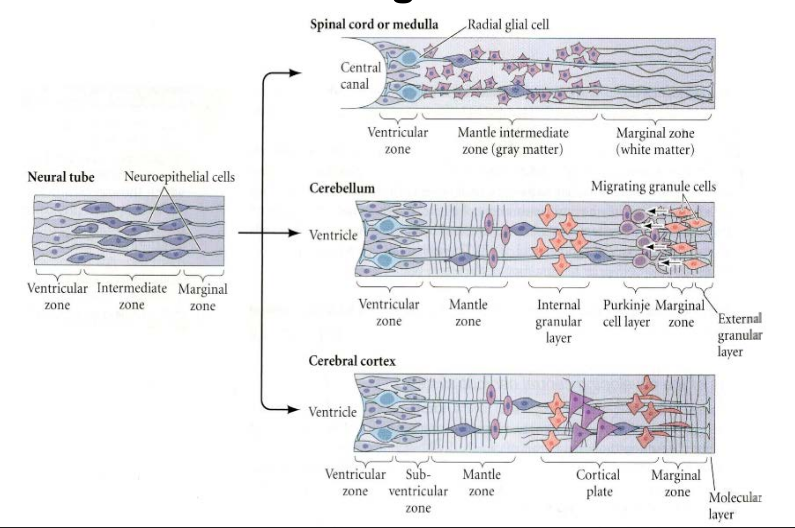 Spinal cord or medulla
Radial glial cell
Central
canal
Ventricular
zone
Mantle intermediate
zone (gray matter)
Marginal zone
(white matter)
Neural tube
Neuroepithelial cells
Ventricular
zone
Intermediate
zone
Marginal
zone
Cerebellum
Migrating granule cells
Ventricle
Ventricular
zone
Mantle
zone
Internal
granular
layer
Purkinje
cell layer
Marginal
zone
External
granular
layer
Cerebral cortex
Ventricle
Ventricular
zone
Sub-
ventricular
zone
Mantle
zone
Cortical
plate
Marginal
zone
Molecular
layer